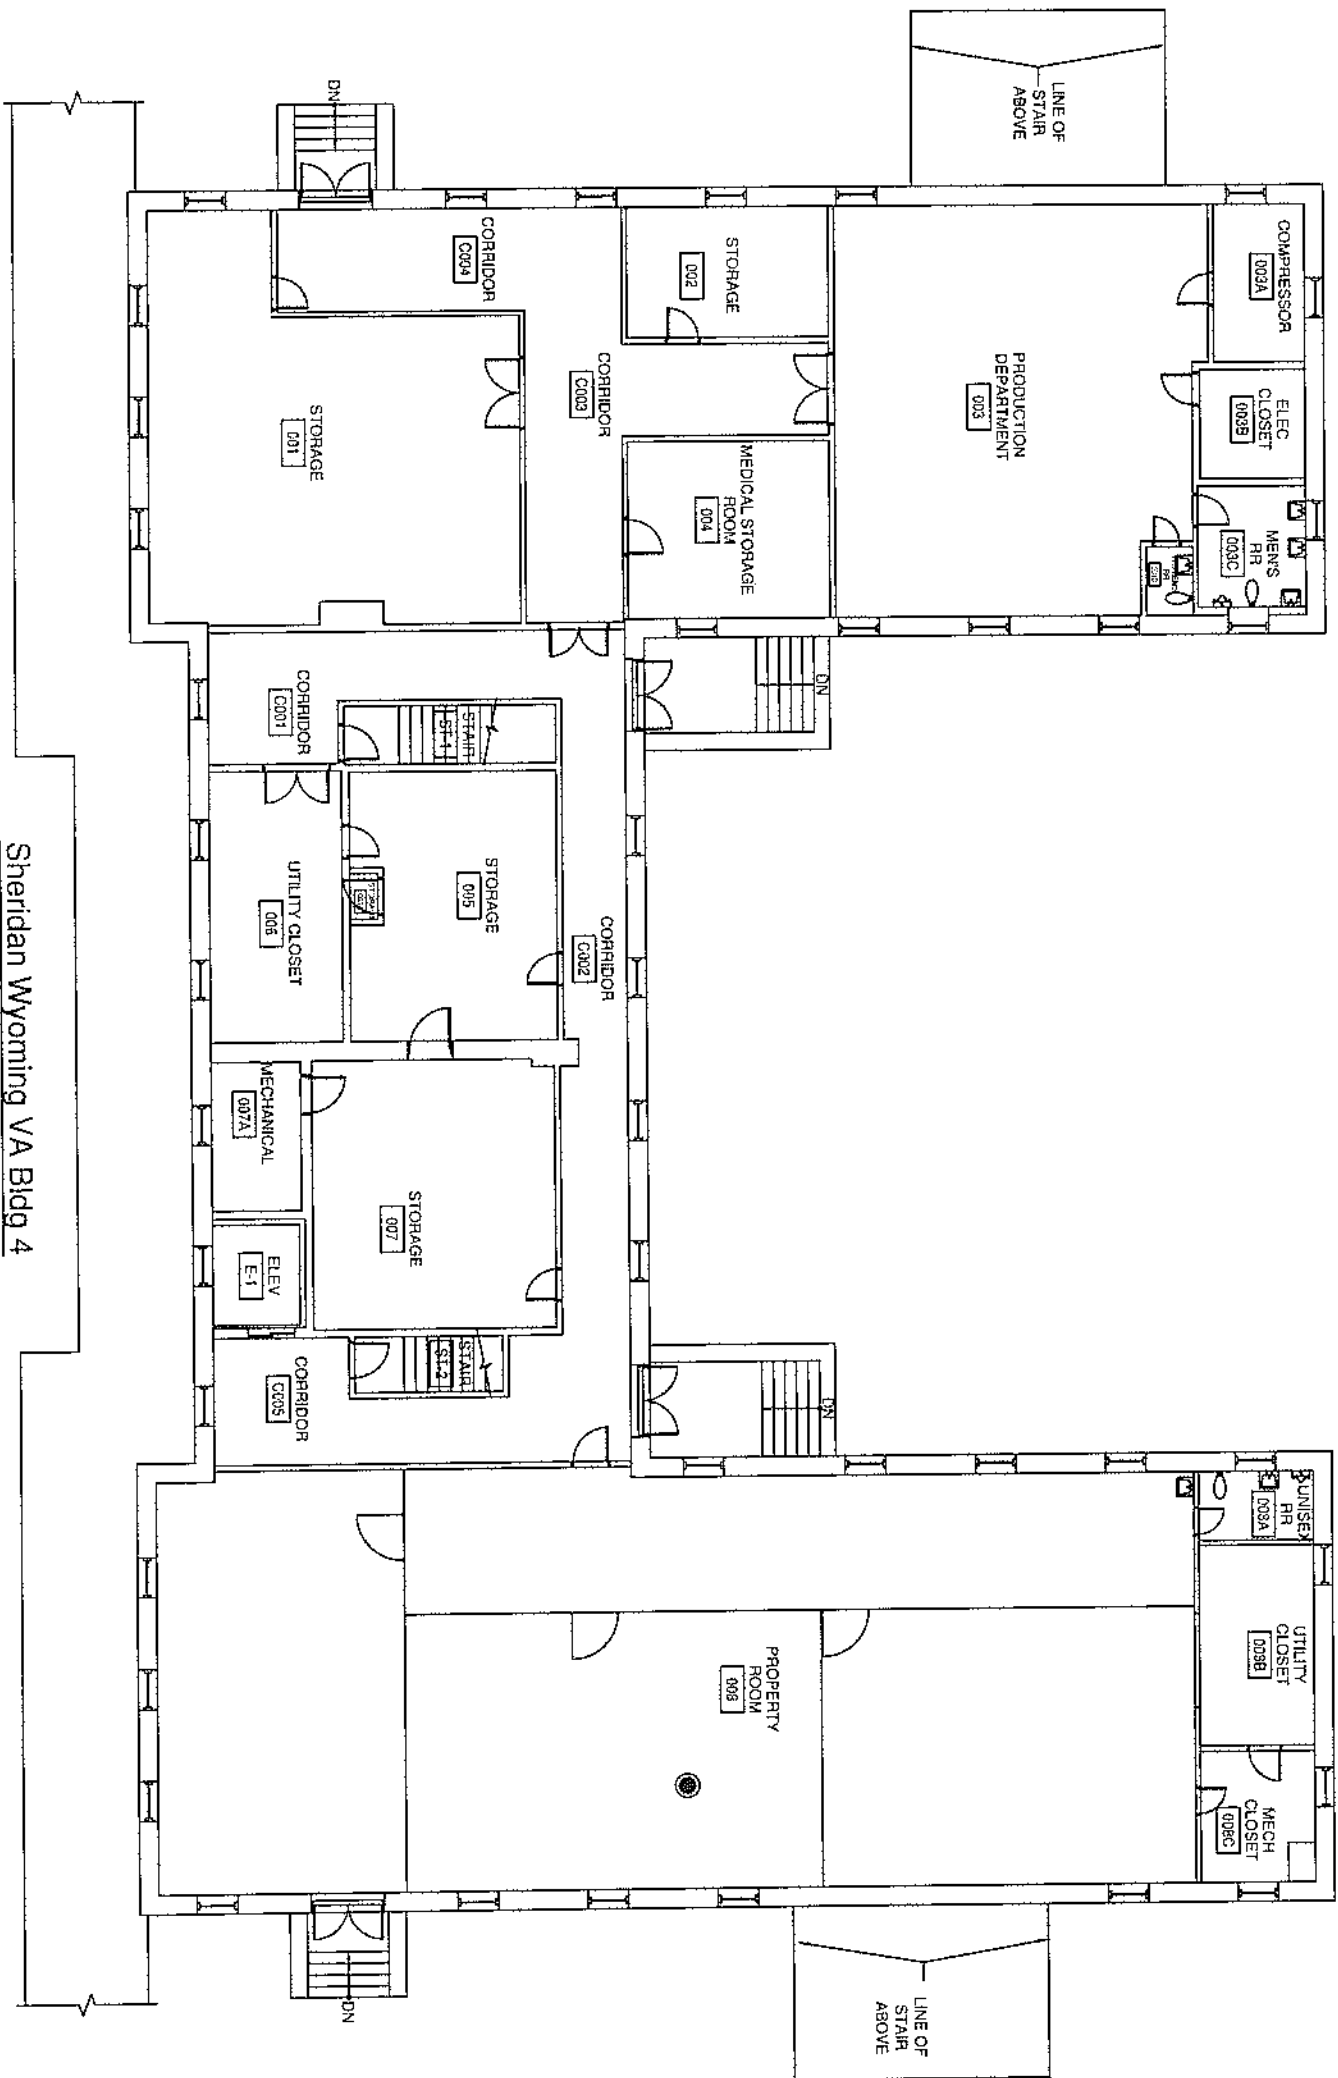 LINE OF
STAIR
ABOVE
DN
COMPRESSOR
003A
ELEC
CLOSET
003B
MEN'S
RR
003C
RR
PRODUCTION
DEPARTMENT
003
STORAGE
002
CORRIDOR
C004
CORRIDOR
C003
MEDICAL STORAGE
ROOM
004
STORAGE
001
DN
CORRIDOR
C001
STAIR
ST-1
STORAGE
005
STORAGE
UTILITY CLOSET
006
CORRIDOR
C002
MECHANICAL
007A
STORAGE
007
ELEV
E-1
STAIR
ST-2
CORRIDOR
C005
DN
UNISEX
RR
008A
UTILITY
CLOSET
008B
MECH
CLOSET
008C
PROPERTY
ROOM
008
DN
LINE OF
STAIR
ABOVE
Sheridan Wyoming VA Bldg 4